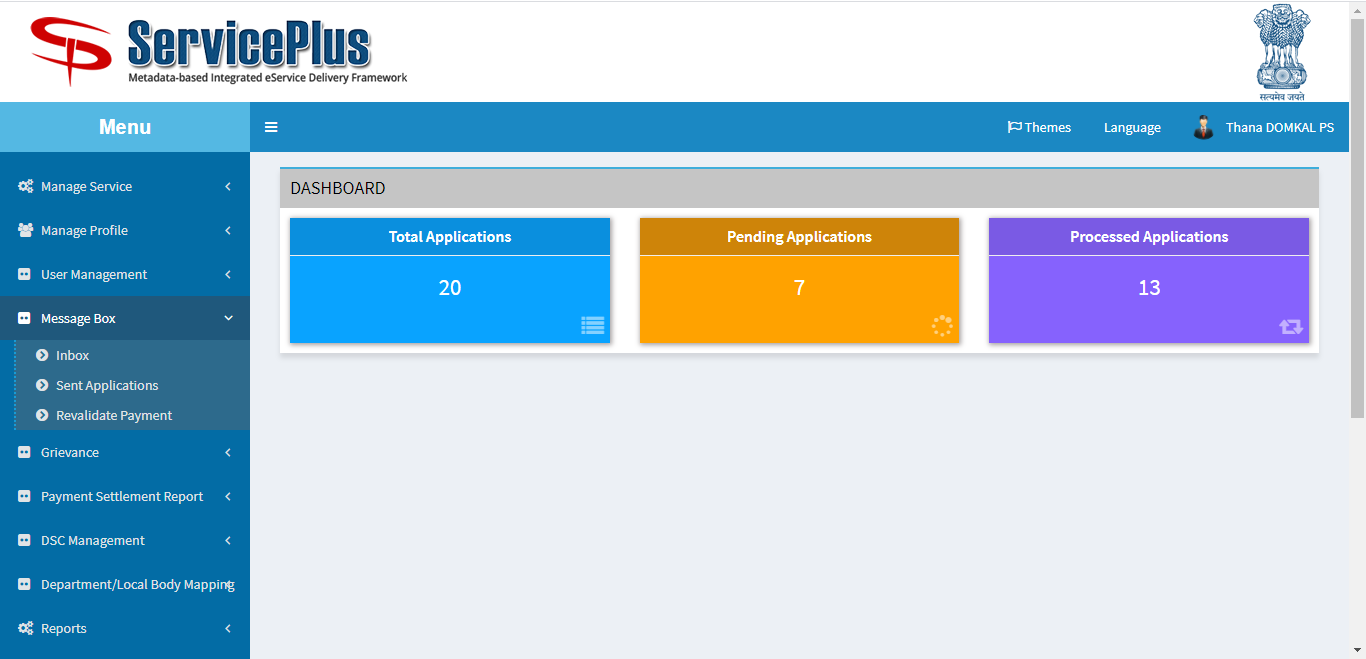 ServicePlus
Metadata-based Integrated eService Delivery Framework
सत्यमेव जयते
Menu
Themes
Language
Thana DOMKAL PS
Manage Service
Manage Profile
User Management
Message Box
Inbox
Sent Applications
Revalidate Payment
Grievance
Payment Settlement Report
DSC Management
Department/Local Body Mapping
Reports
DASHBOARD
Total Applications
20
Pending Applications
7
Processed Applications
13